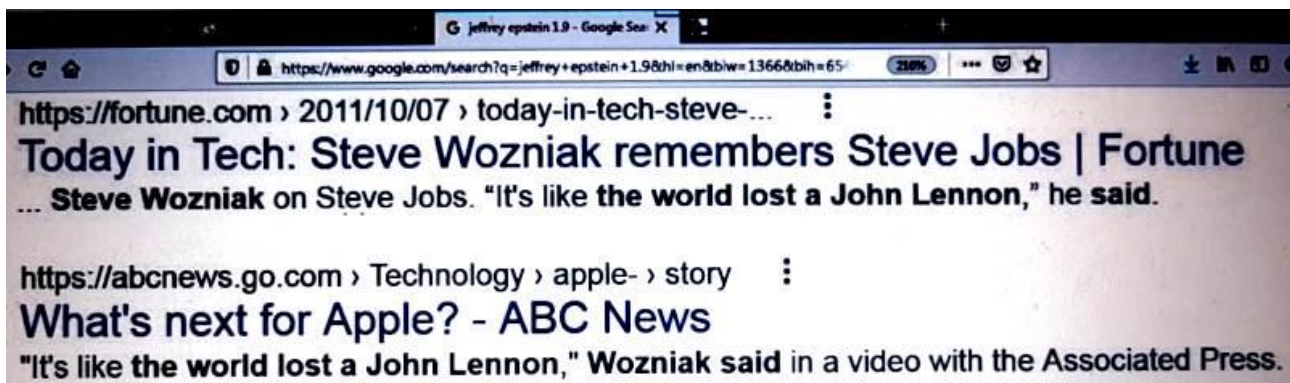 G jeffrey epstein 1.9 - Google Sea X +
https://www.google.com/search?q=jeffrey+epstein+1.9&hl=en&biw=1366&bih=65 210% ...
https://fortune.com › 2011/10/07 › today-in-tech-steve-... ⋮
Today in Tech: Steve Wozniak remembers Steve Jobs | Fortune
... Steve Wozniak on Steve Jobs. "It's like the world lost a John Lennon," he said.
https://abcnews.go.com › Technology › apple- › story ⋮
What's next for Apple? - ABC News
"It's like the world lost a John Lennon," Wozniak said in a video with the Associated Press.